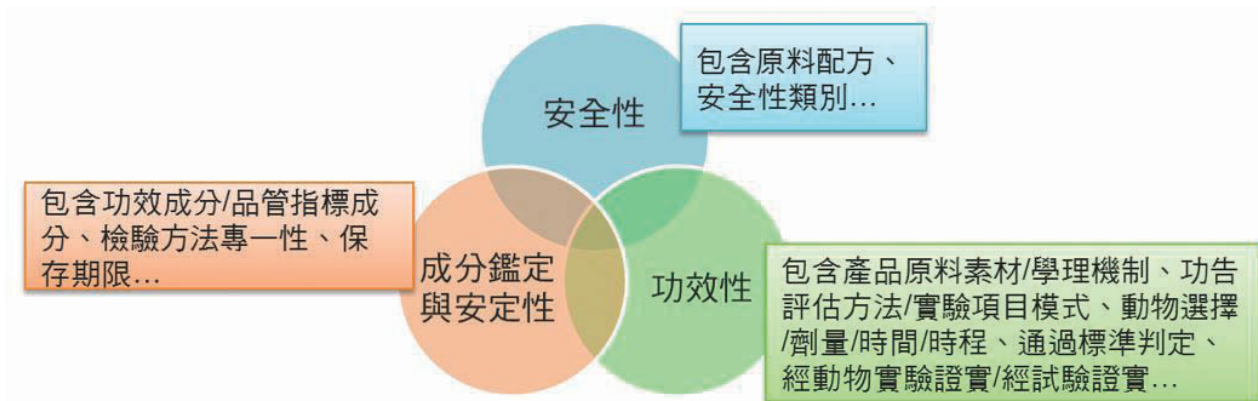 安全性
包含原料配方、
安全性類別…
包含功效成分/品管指標成
分、檢驗方法專一性、保
存期限…
成分鑑定
與安定性
功效性
包含產品原料素材/學理機制、功告
評估方法/實驗項目模式、動物選擇
/劑量/時間/時程、通過標準判定、
經動物實驗證實/經試驗證實…